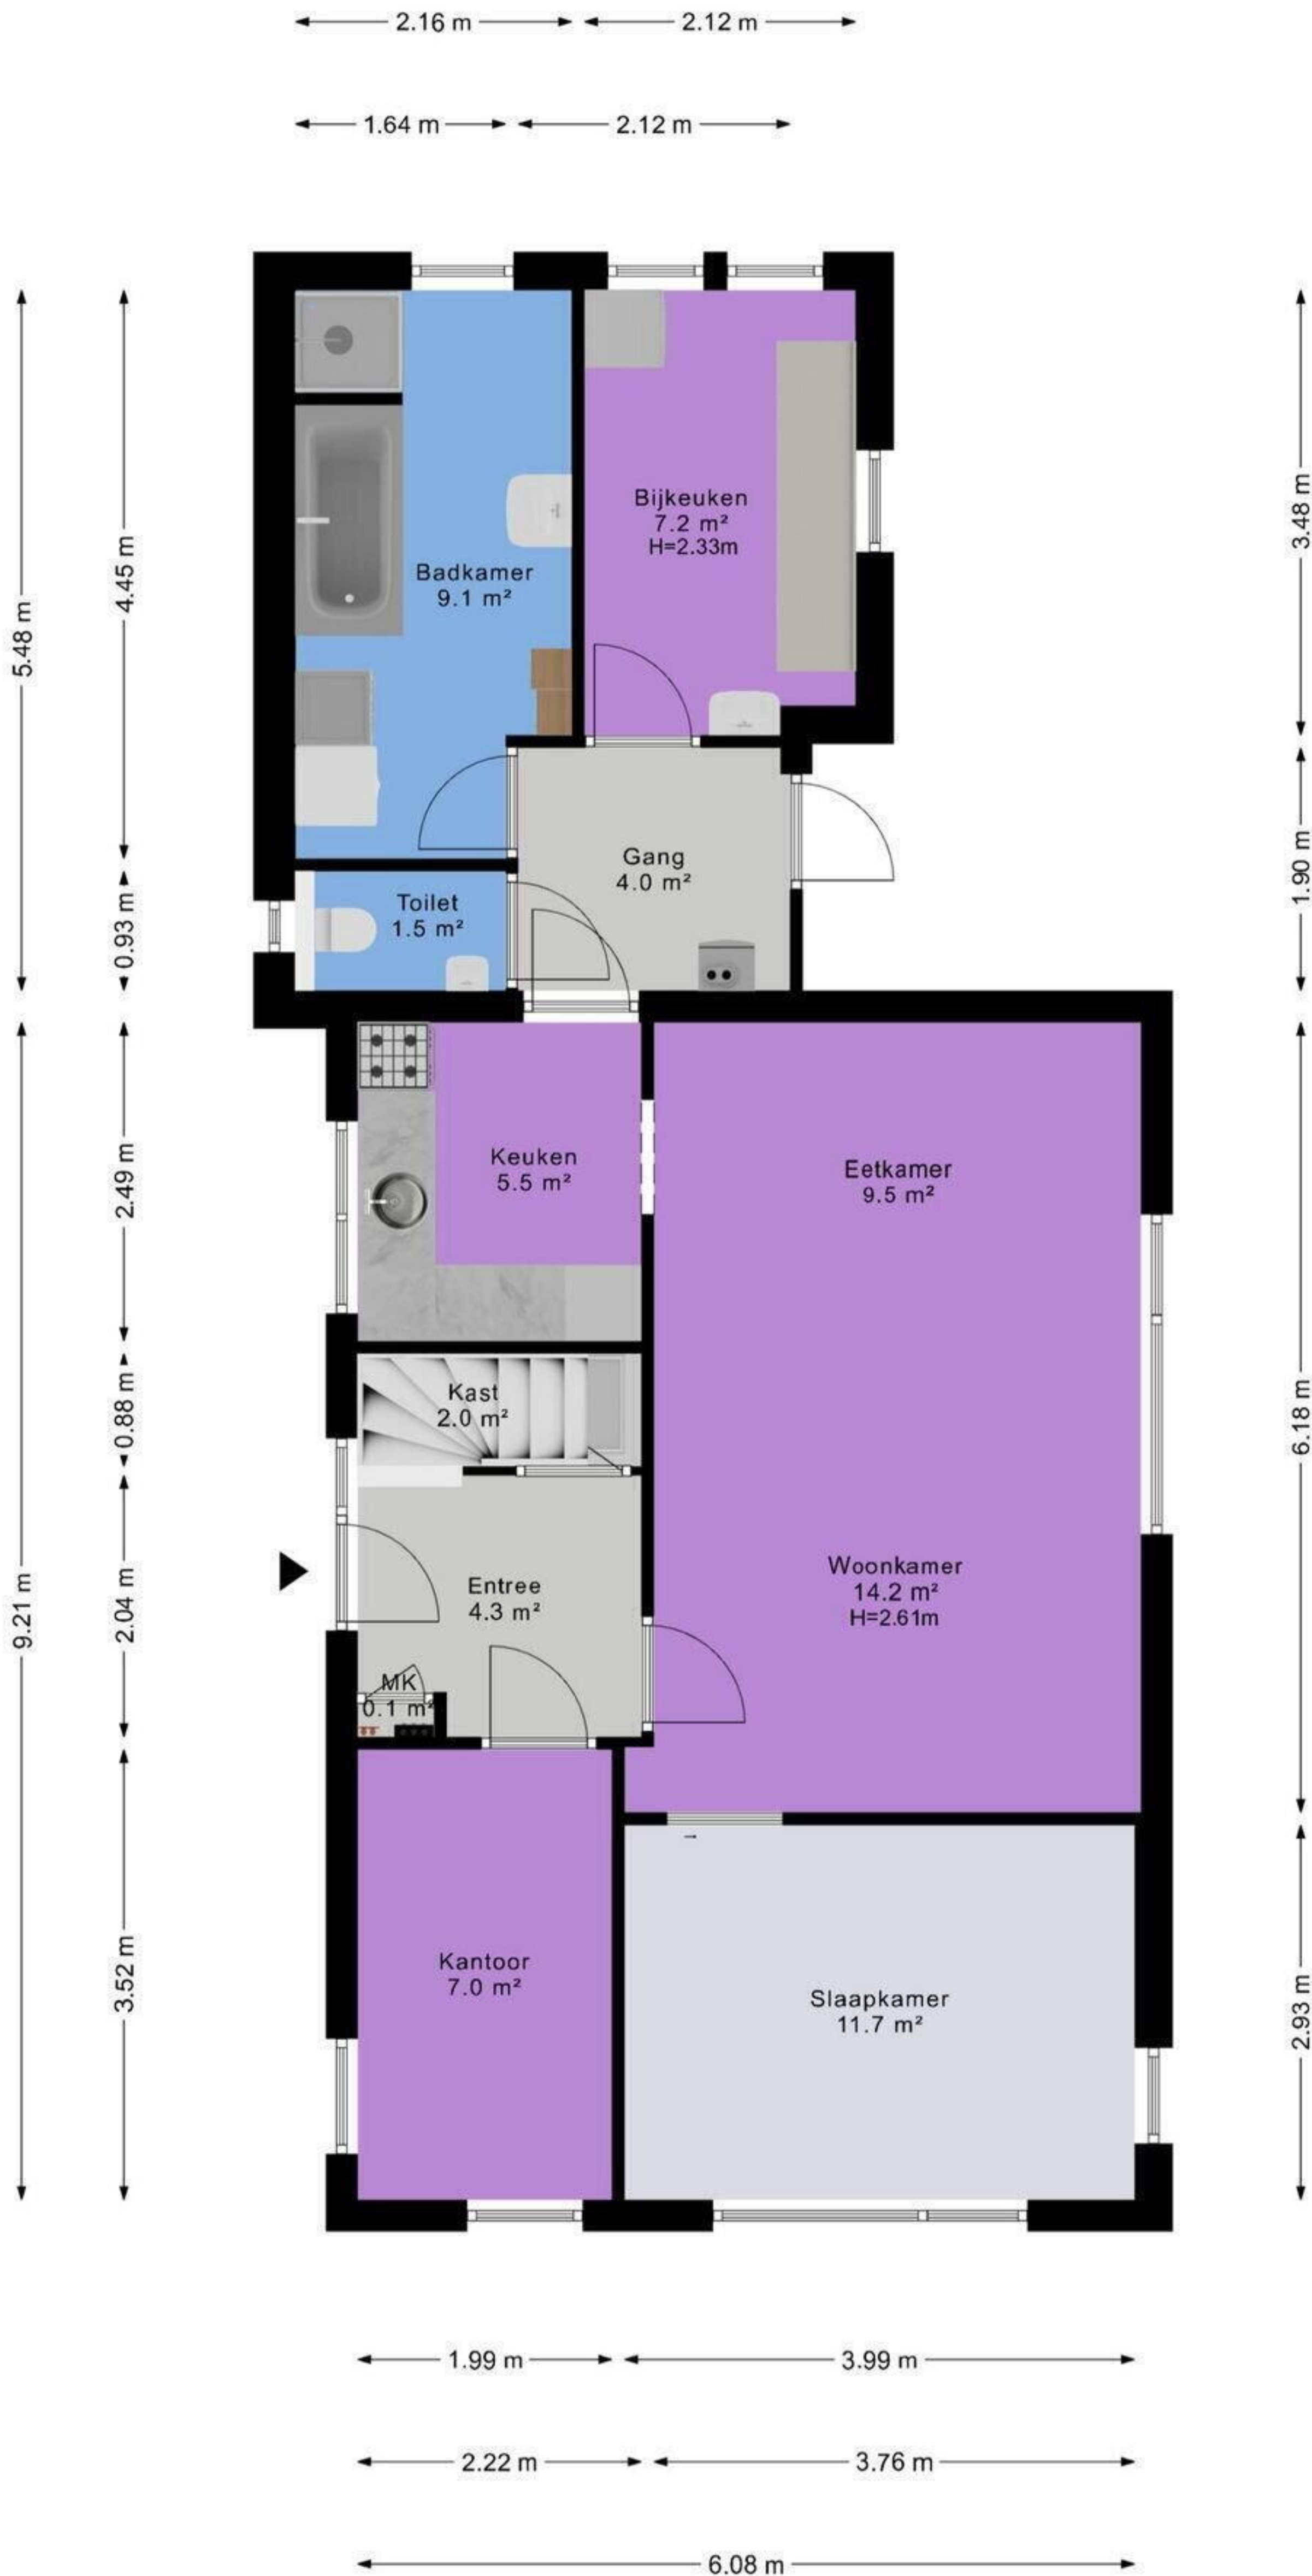 2.16 m
2.12 m
1.64 m
2.12 m
5.48 m
4.45 m
3.48 m
Bijkeuken
7.2 m²
H=2.33m
Badkamer
9.1 m²
Gang
4.0 m²
1.90 m
Toilet
1.5 m²
0.93 m
9.21 m
2.49 m
Keuken
5.5 m²
Eetkamer
9.5 m²
6.18 m
0.88 m
Kast
2.0 m²
2.04 m
Entree
4.3 m²
Woonkamer
14.2 m²
H=2.61m
MK
0.1 m²
3.52 m
Kantoor
7.0 m²
Slaapkamer
11.7 m²
2.93 m
1.99 m
3.99 m
2.22 m
3.76 m
6.08 m